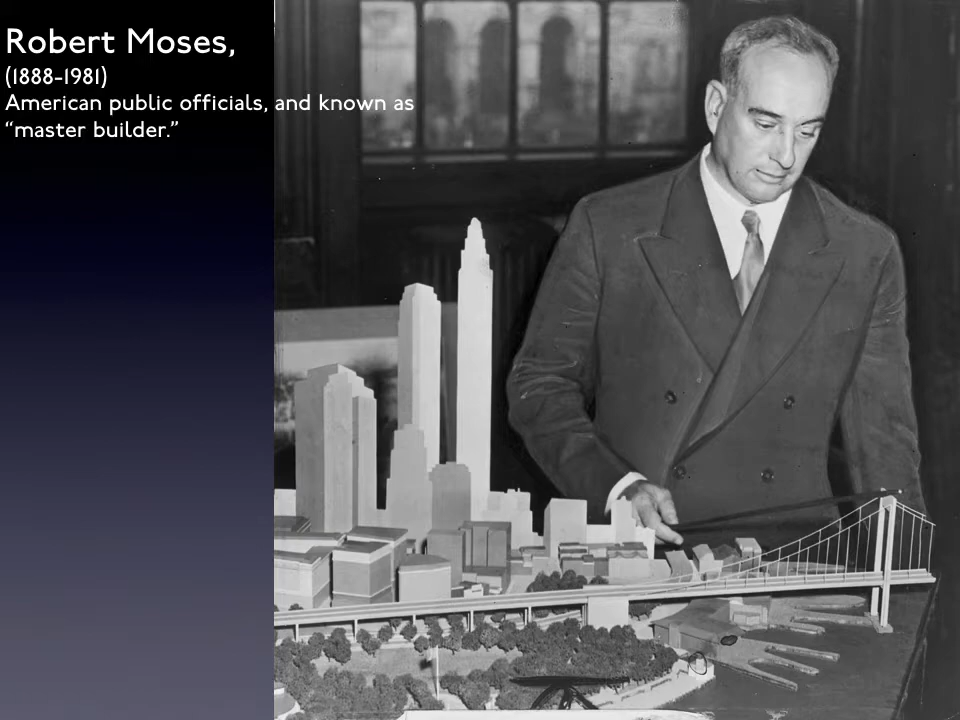 Robert Moses,
(1888-1981)
American public officials, and known as
“master builder.”